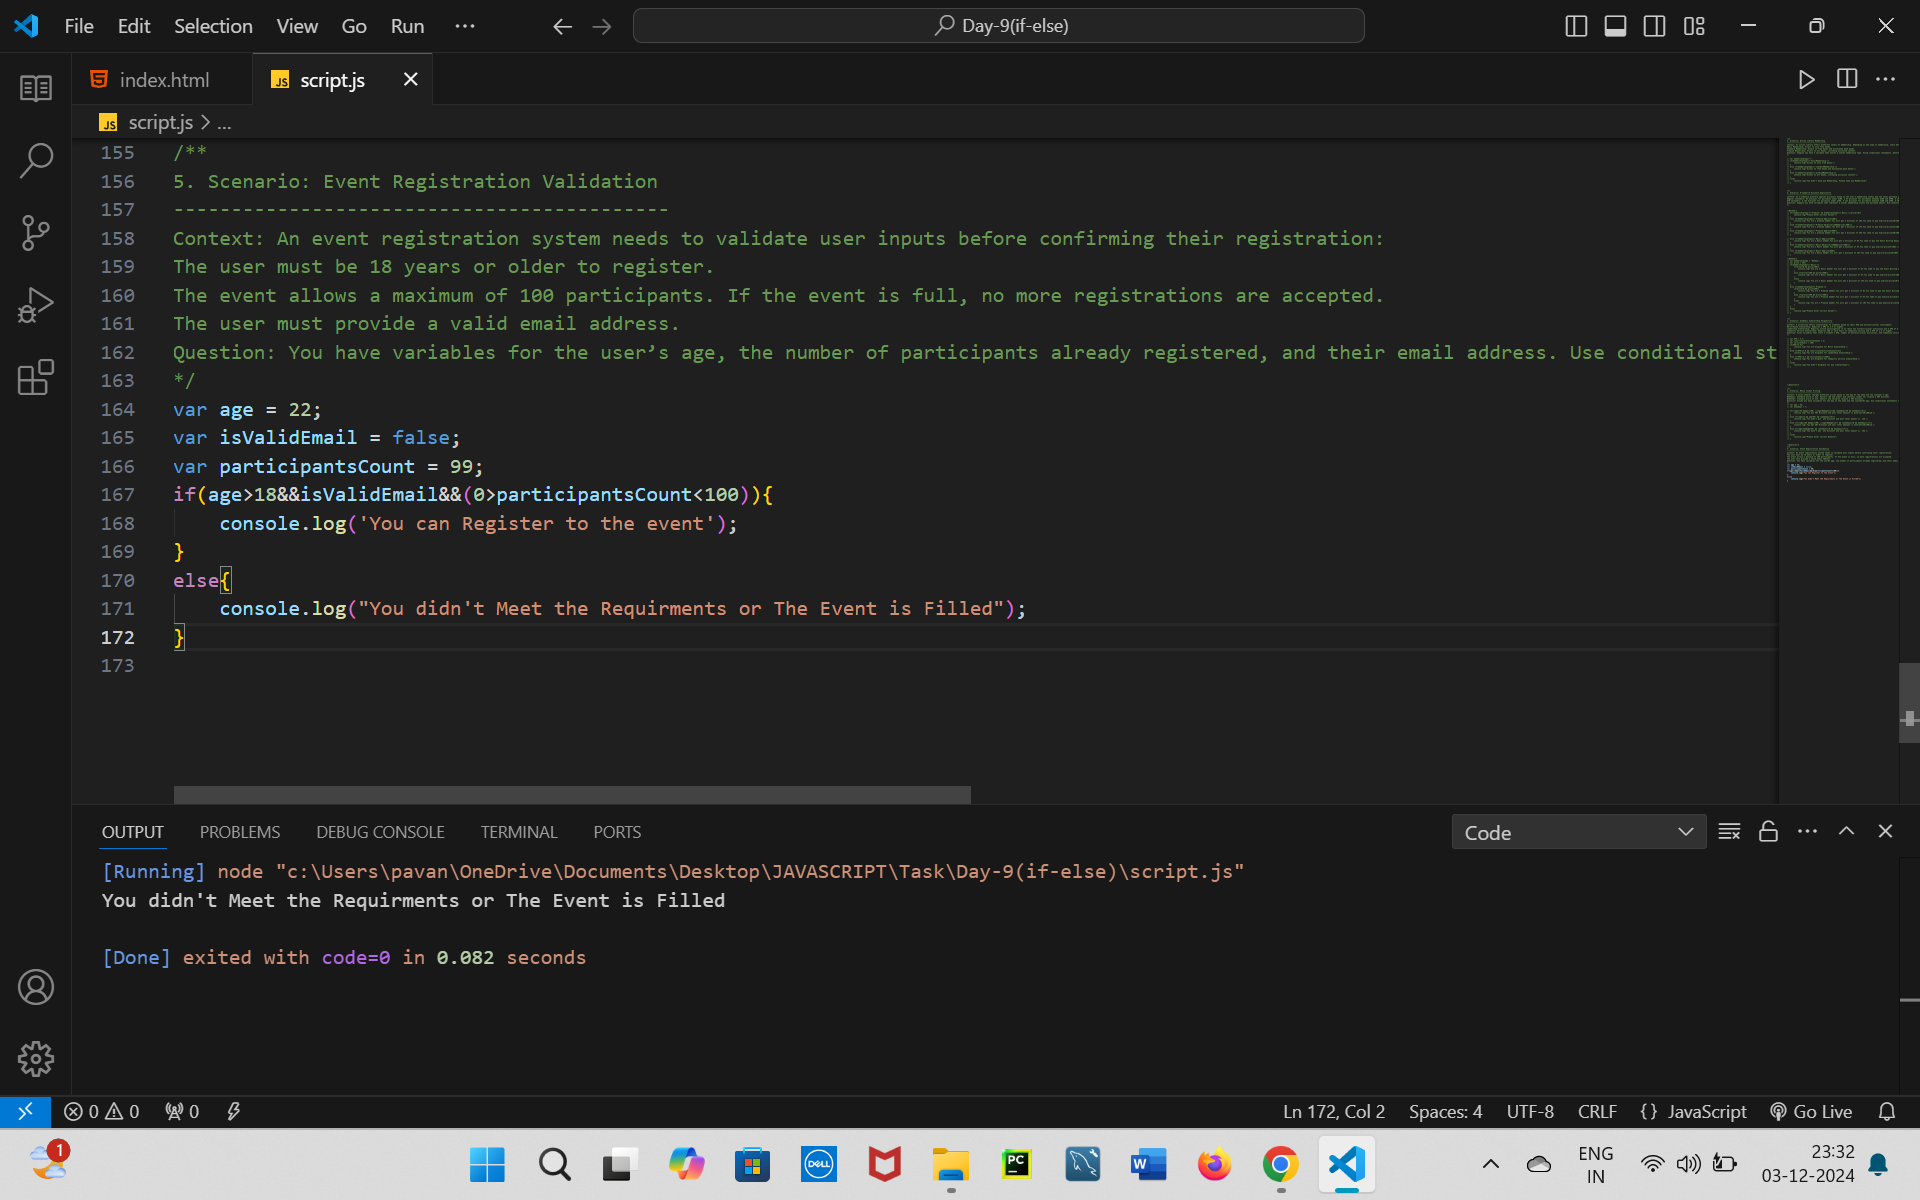 File Edit Selection View Go Run ··· Day-9(if-else)
index.html script.js
script.js > ...
155 /**
156 5. Scenario: Event Registration Validation
157 -------------------------------------------
158 Context: An event registration system needs to validate user inputs before confirming their registration:
159 The user must be 18 years or older to register.
160 The event allows a maximum of 100 participants. If the event is full, no more registrations are accepted.
161 The user must provide a valid email address.
162 Question: You have variables for the user’s age, the number of participants already registered, and their email address. Use conditional st
163 */
164 var age = 22;
165 var isValidEmail = false;
166 var participantsCount = 99;
167 if(age>18&&isValidEmail&&(0>participantsCount<100)){
168 console.log('You can Register to the event');
169 }
170 else{
171 console.log("You didn't Meet the Requirments or The Event is Filled");
172 }
173
OUTPUT PROBLEMS DEBUG CONSOLE TERMINAL PORTS Code
[Running] node "c:\Users\pavan\OneDrive\Documents\Desktop\JAVASCRIPT\Task\Day-9(if-else)\script.js"
You didn't Meet the Requirments or The Event is Filled
[Done] exited with code=0 in 0.082 seconds
0 0 0 Ln 172, Col 2 Spaces: 4 UTF-8 CRLF {} JavaScript Go Live
1 ENG 23:32
IN 03-12-2024